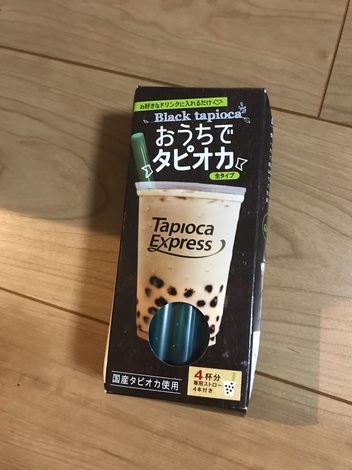 お好きなドリンクに入れるだけ
Black tapioca
おうちで
タピオカ
生タイプ
Tapioca
Express
国産タピオカ使用
4杯分
専用ストロー
4本付き